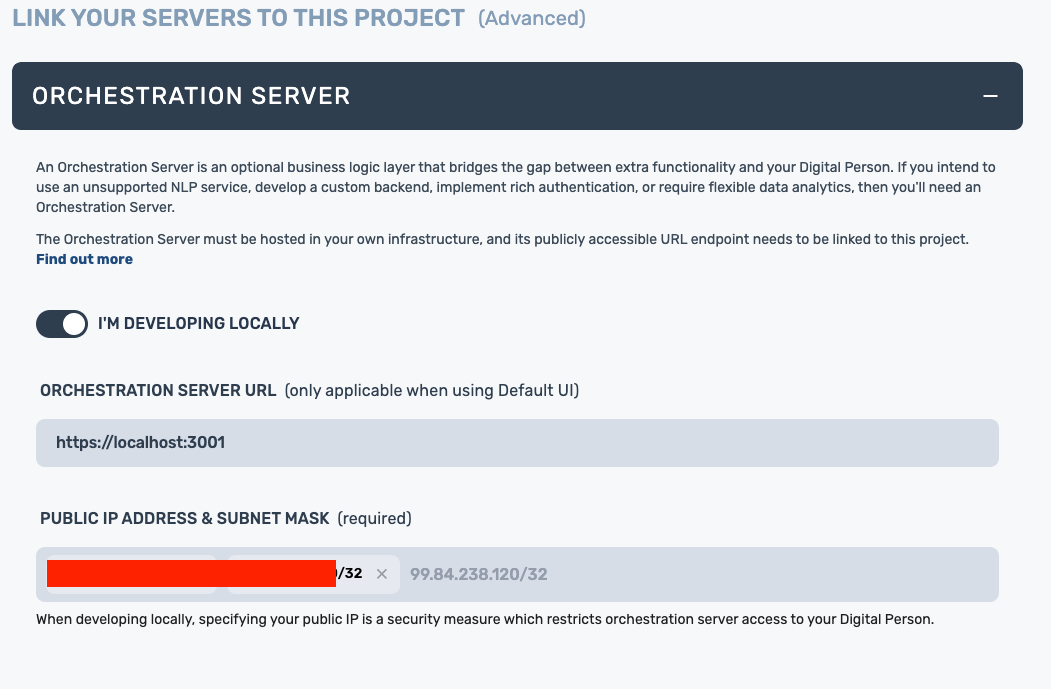 LINK YOUR SERVERS TO THIS PROJECT (Advanced)
ORCHESTRATION SERVER
An Orchestration Server is an optional business logic layer that bridges the gap between extra functionality and your Digital Person. If you intend to
use an unsupported NLP service, develop a custom backend, implement rich authentication, or require flexible data analytics, then you'll need an
Orchestration Server.
The Orchestration Server must be hosted in your own infrastructure, and its publicly accessible URL endpoint needs to be linked to this project.
Find out more
I'M DEVELOPING LOCALLY
ORCHESTRATION SERVER URL (only applicable when using Default UI)
https://localhost:3001
PUBLIC IP ADDRESS & SUBNET MASK (required)
/32 × 99.84.238.120/32
When developing locally, specifying your public IP is a security measure which restricts orchestration server access to your Digital Person.